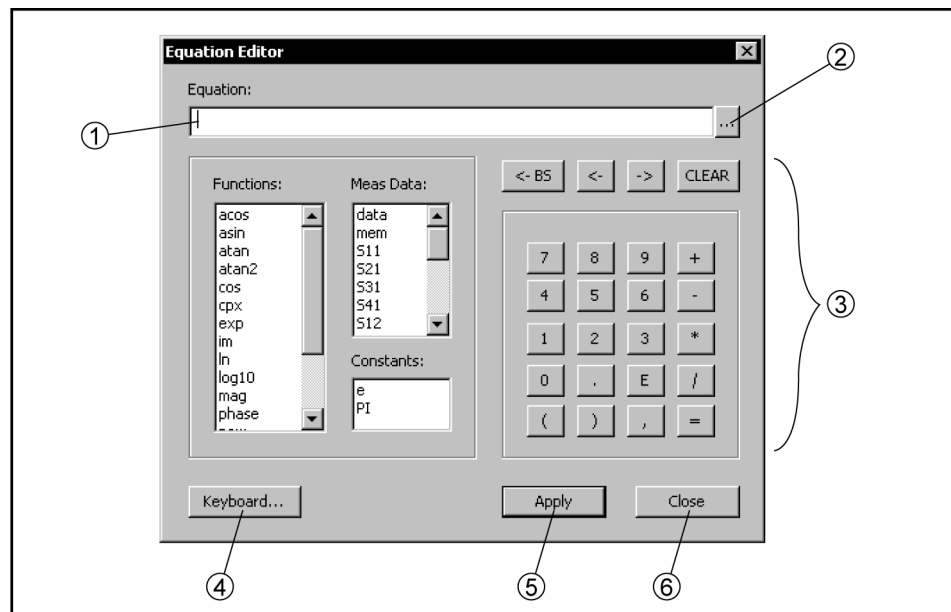 Equation Editor
②
Equation:
①
...
Functions:
Meas Data:
<- BS <- -> CLEAR
acos
asin
atan
atan2
cos
cpx
exp
im
ln
log10
mag
phase
data
mem
S11
S21
S31
S41
S12
Constants:
e
PI
7 8 9 +
4 5 6 -
1 2 3 *
0 . E /
( ) , =
③
Keyboard... Apply Close
④ ⑤ ⑥